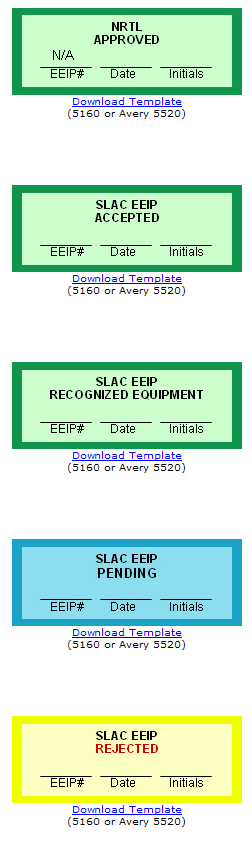 NRTL
APPROVED
N/A
EEIP# Date Initials
Download Template
(5160 or Avery 5520)
SLAC EEIP
ACCEPTED
EEIP# Date Initials
Download Template
(5160 or Avery 5520)
SLAC EEIP
RECOGNIZED EQUIPMENT
EEIP# Date Initials
Download Template
(5160 or Avery 5520)
SLAC EEIP
PENDING
EEIP# Date Initials
Download Template
(5160 or Avery 5520)
SLAC EEIP
REJECTED
EEIP# Date Initials
Download Template
(5160 or Avery 5520)